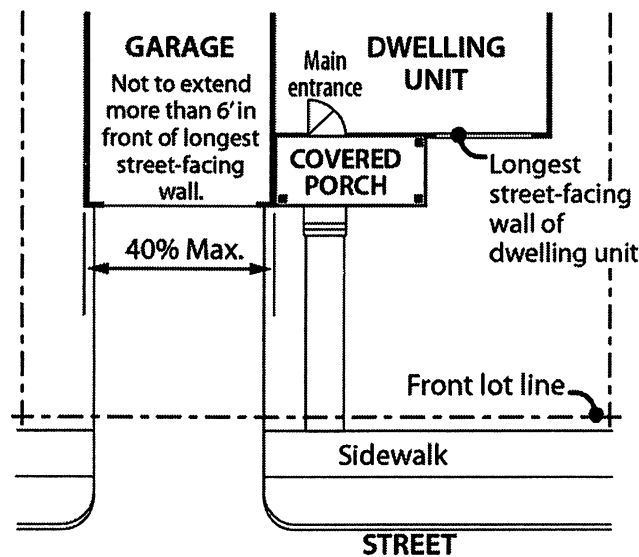 GARAGE
Not to extend
more than 6' in
front of longest
street-facing
wall.
Main
entrance
DWELLING
UNIT
COVERED
PORCH
Longest
street-facing
wall of
dwelling unit
40% Max.
Front lot line
Sidewalk
STREET